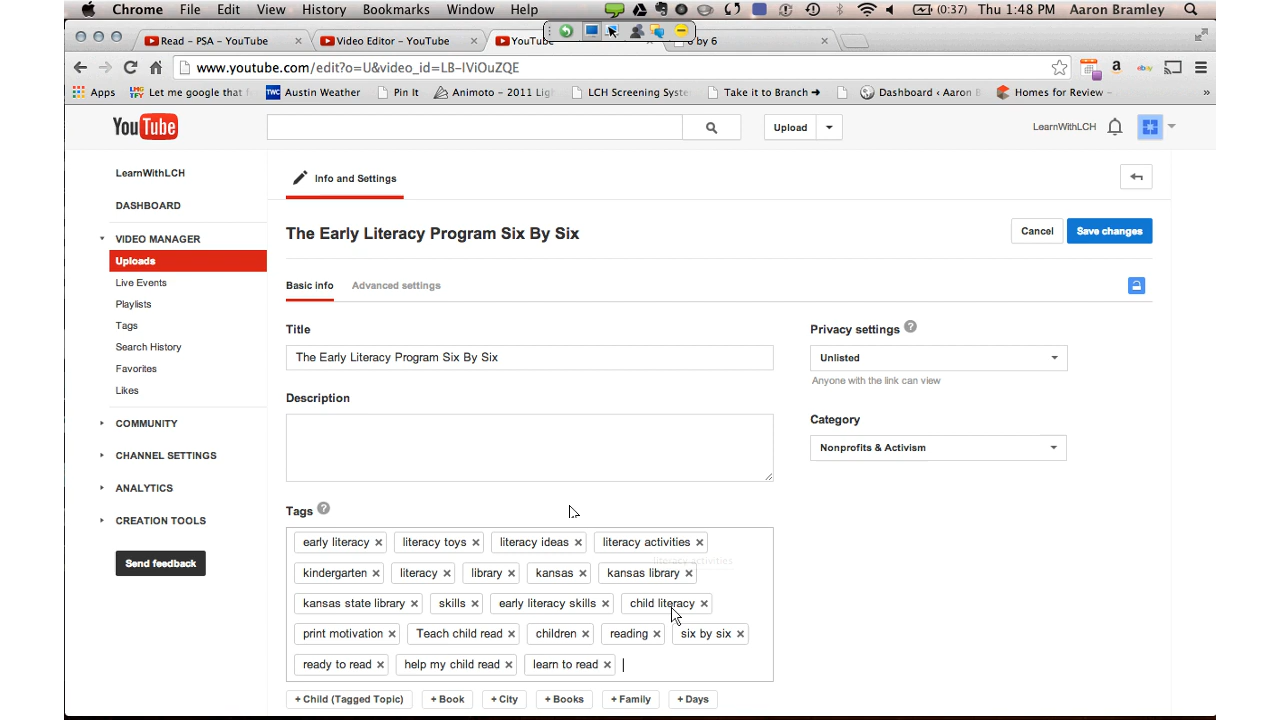 Chrome File Edit View History Bookmarks Window Help (0:37) Thu 1:48 PM Aaron Bramley
Read – PSA – YouTube × Video Editor – YouTube × YouTube 6 by 6 ×
www.youtube.com/edit?o=U&video_id=LB-IViOuZQE
Apps Let me google that TWC Austin Weather Pin It Animoto – 2011 Lig LCH Screening Syste Take it to Branch → Dashboard ‹ Aaron B Homes for Review – »
YouTube Upload LearnWithLCH
LearnWithLCH
DASHBOARD
VIDEO MANAGER
Uploads
Live Events
Playlists
Tags
Search History
Favorites
Likes
COMMUNITY
CHANNEL SETTINGS
ANALYTICS
CREATION TOOLS
Send feedback
Info and Settings
The Early Literacy Program Six By Six Cancel Save changes
Basic info Advanced settings
Title
The Early Literacy Program Six By Six
Description
Tags ?
early literacy × literacy toys × literacy ideas × literacy activities ×
literacy activities
kindergarten × literacy × library × kansas × kansas library ×
kansas state library × skills × early literacy skills × child literacy ×
print motivation × Teach child read × children × reading × six by six ×
ready to read × help my child read × learn to read ×
+ Child (Tagged Topic) + Book + City + Books + Family + Days
Privacy settings ?
Unlisted
Anyone with the link can view
Category
Nonprofits & Activism